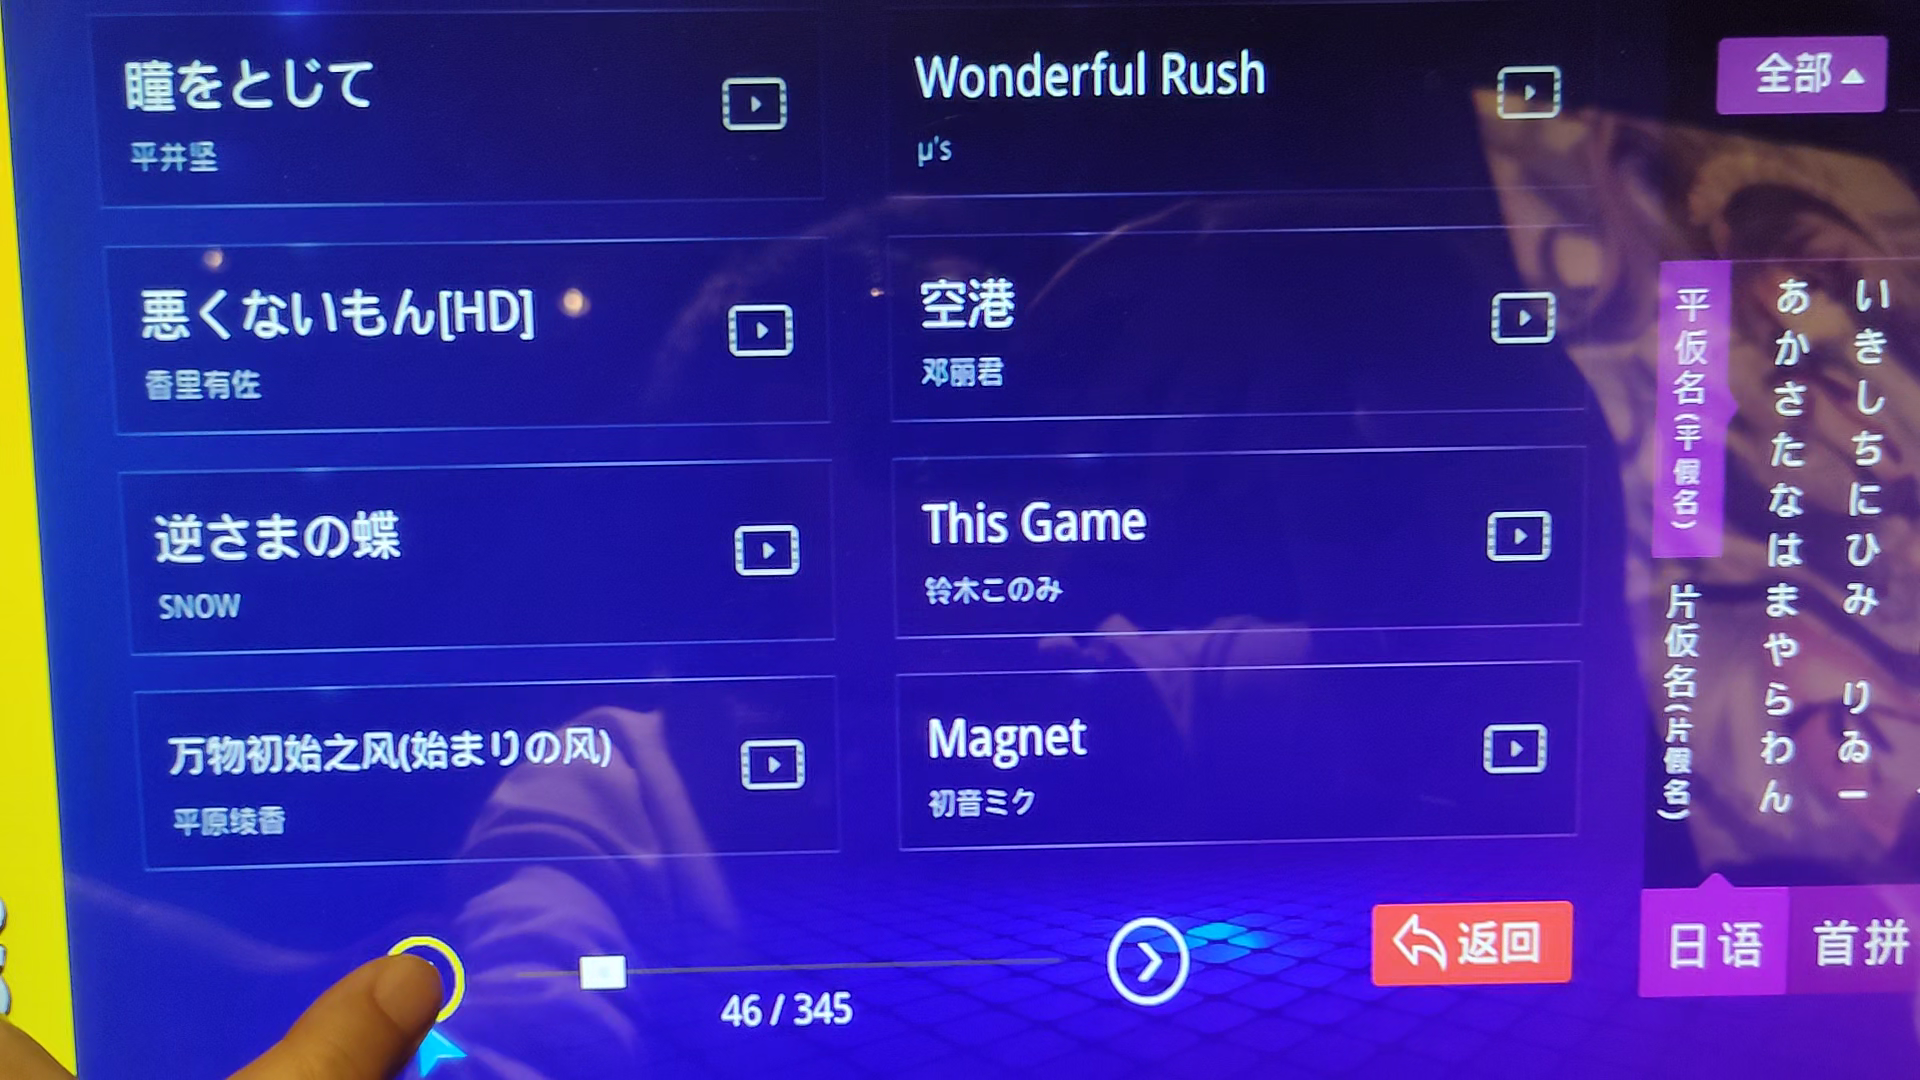 瞳をとじて
平井坚
Wonderful Rush
μ's
悪くないもん[HD]
香里有佐
空港
邓丽君
逆さまの蝶
SNOW
This Game
铃木このみ
万物初始之风(始まりの风)
平原绫香
Magnet
初音ミク
46 / 345
返回
全部
平仮名(平假名)
片仮名(片假名)
あかさたなはまやらわん
いきしちにひみ りゐー
日语
首拼